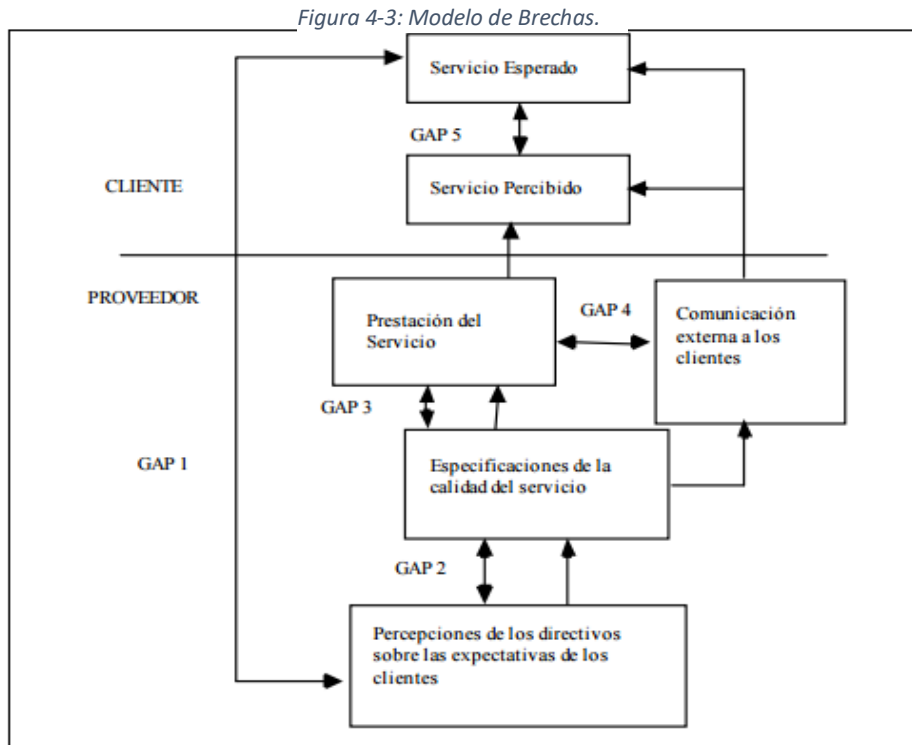 Figura 4-3: Modelo de Brechas.
Servicio Esperado
GAP 5
CLIENTE
Servicio Percibido
PROVEEDOR
Prestación del
Servicio
GAP 4
Comunicación
externa a los
clientes
GAP 3
GAP 1
Especificaciones de la
calidad del servicio
GAP 2
Percepciones de los directivos
sobre las expectativas de los
clientes